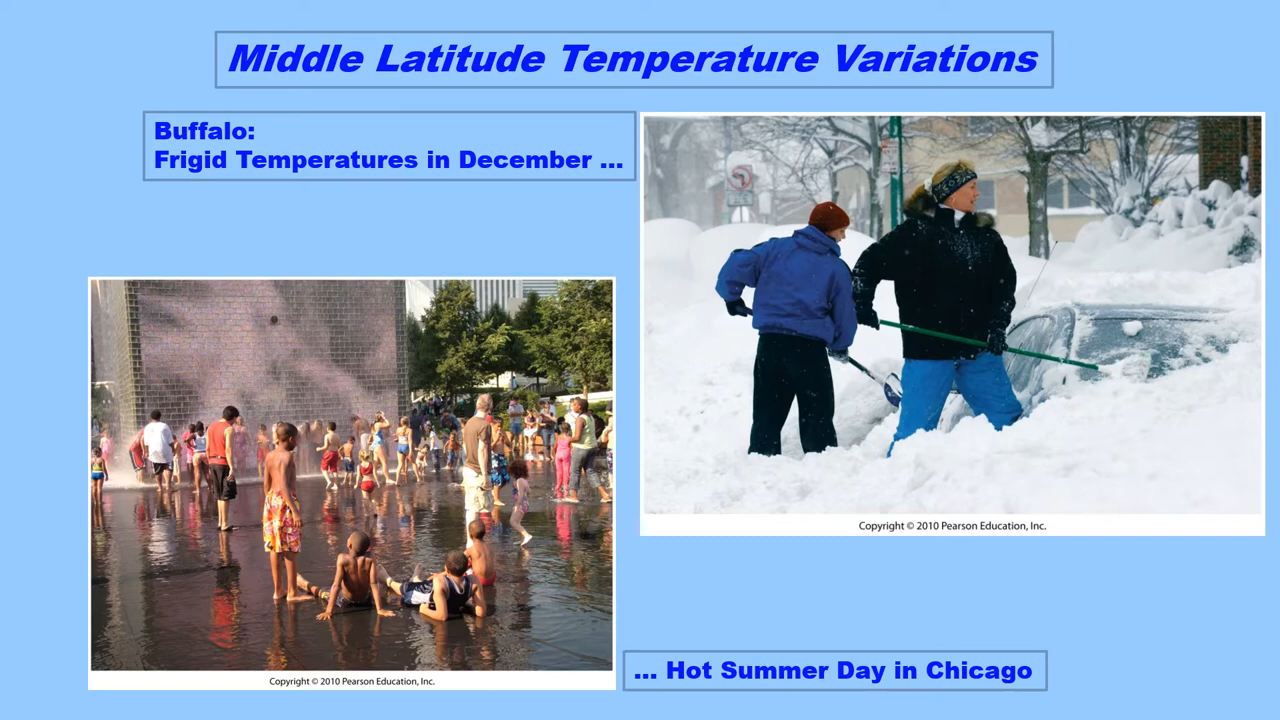 Middle Latitude Temperature Variations
Buffalo:
Frigid Temperatures in December ...
Copyright © 2010 Pearson Education, Inc.
Copyright © 2010 Pearson Education, Inc.
... Hot Summer Day in Chicago